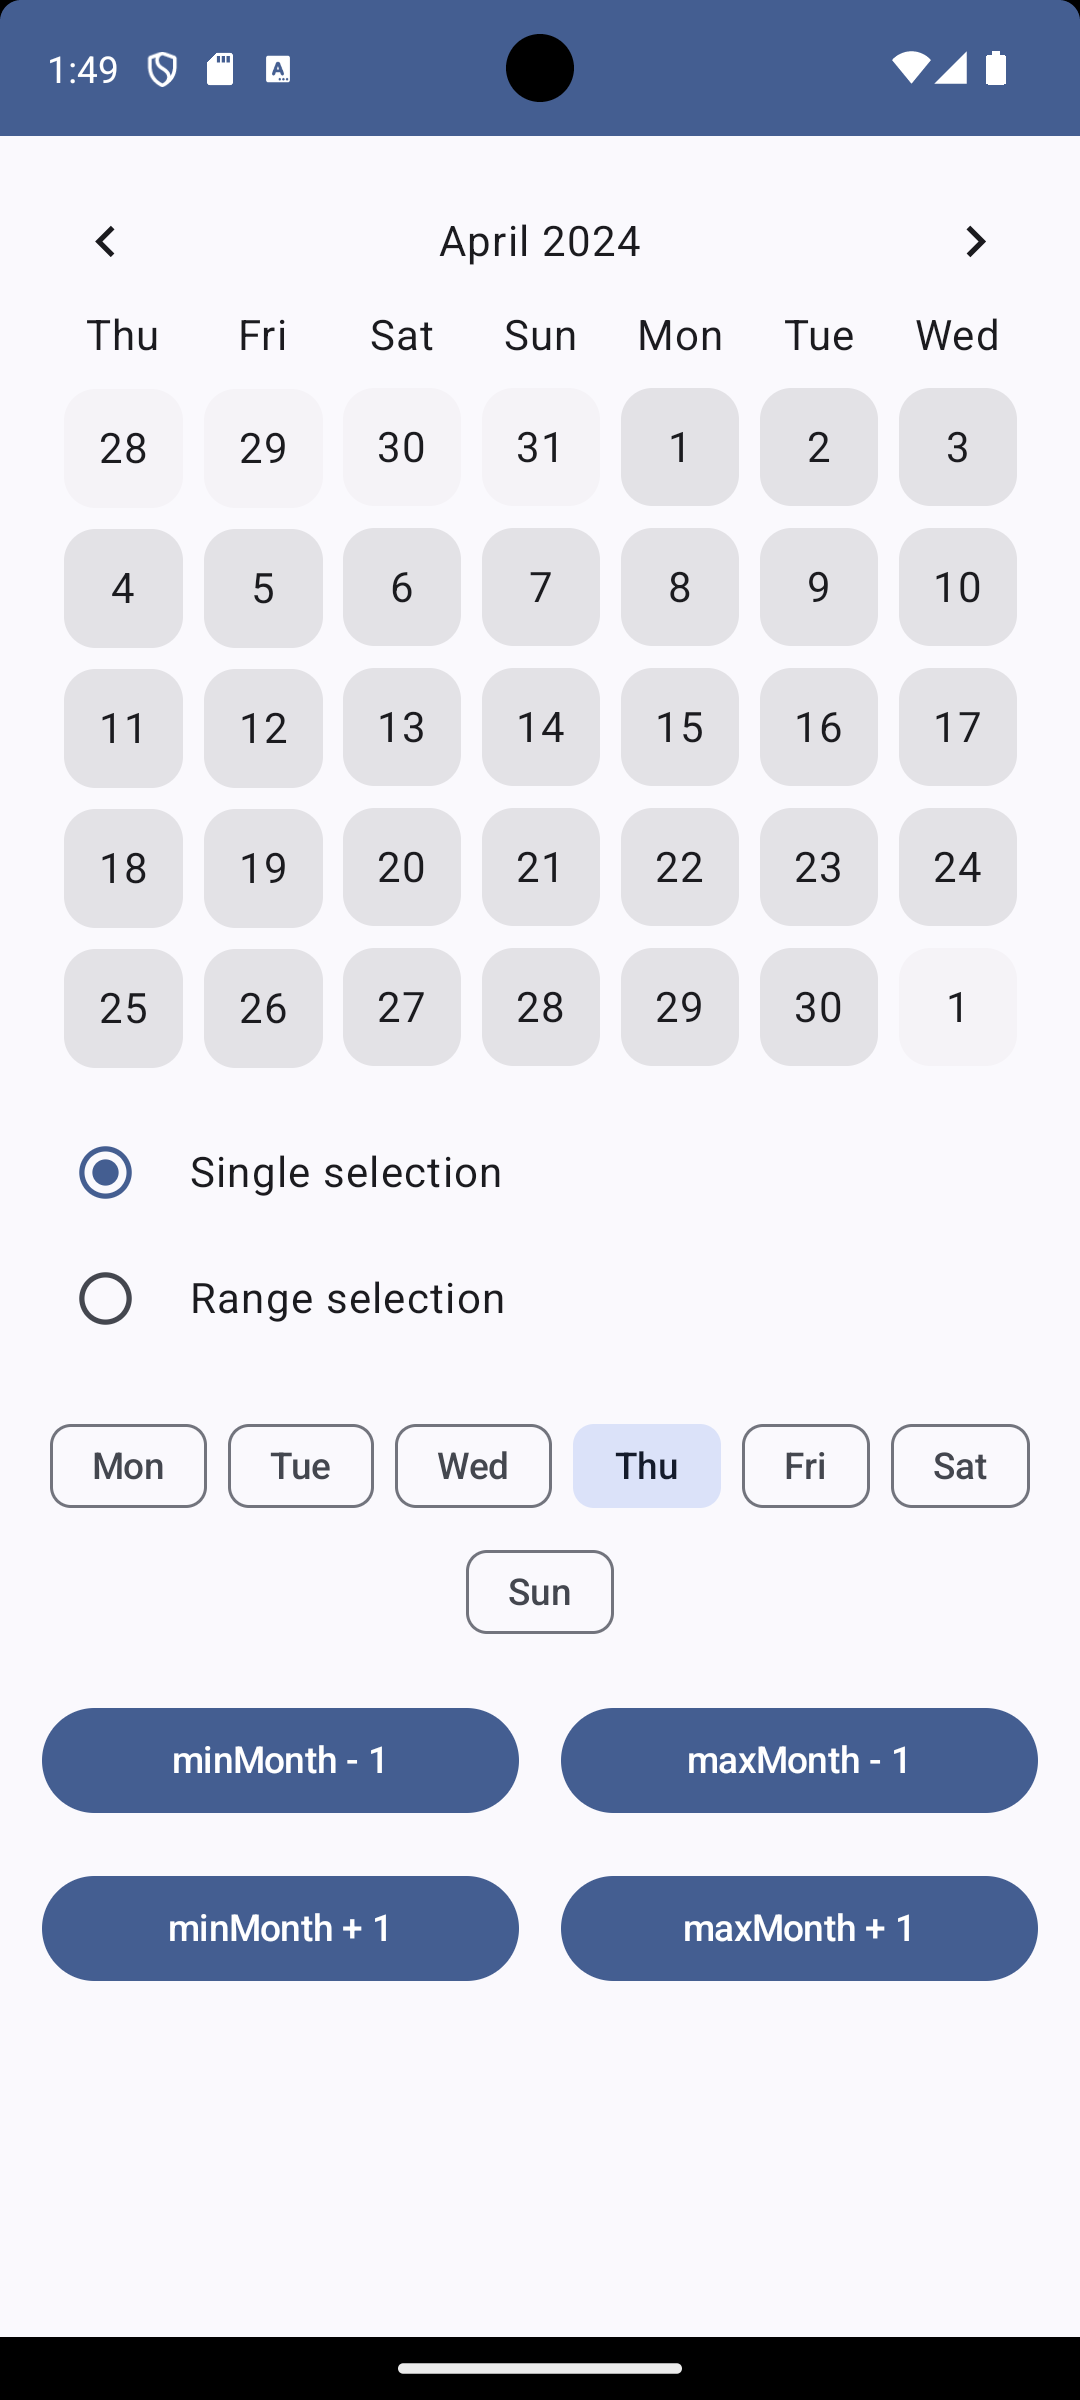 1:49
April 2024
Thu Fri Sat Sun Mon Tue Wed
28 29 30 31 1 2 3
4 5 6 7 8 9 10
11 12 13 14 15 16 17
18 19 20 21 22 23 24
25 26 27 28 29 30 1
Single selection
Range selection
Mon Tue Wed Thu Fri Sat
Sun
minMonth - 1 maxMonth - 1
minMonth + 1 maxMonth + 1